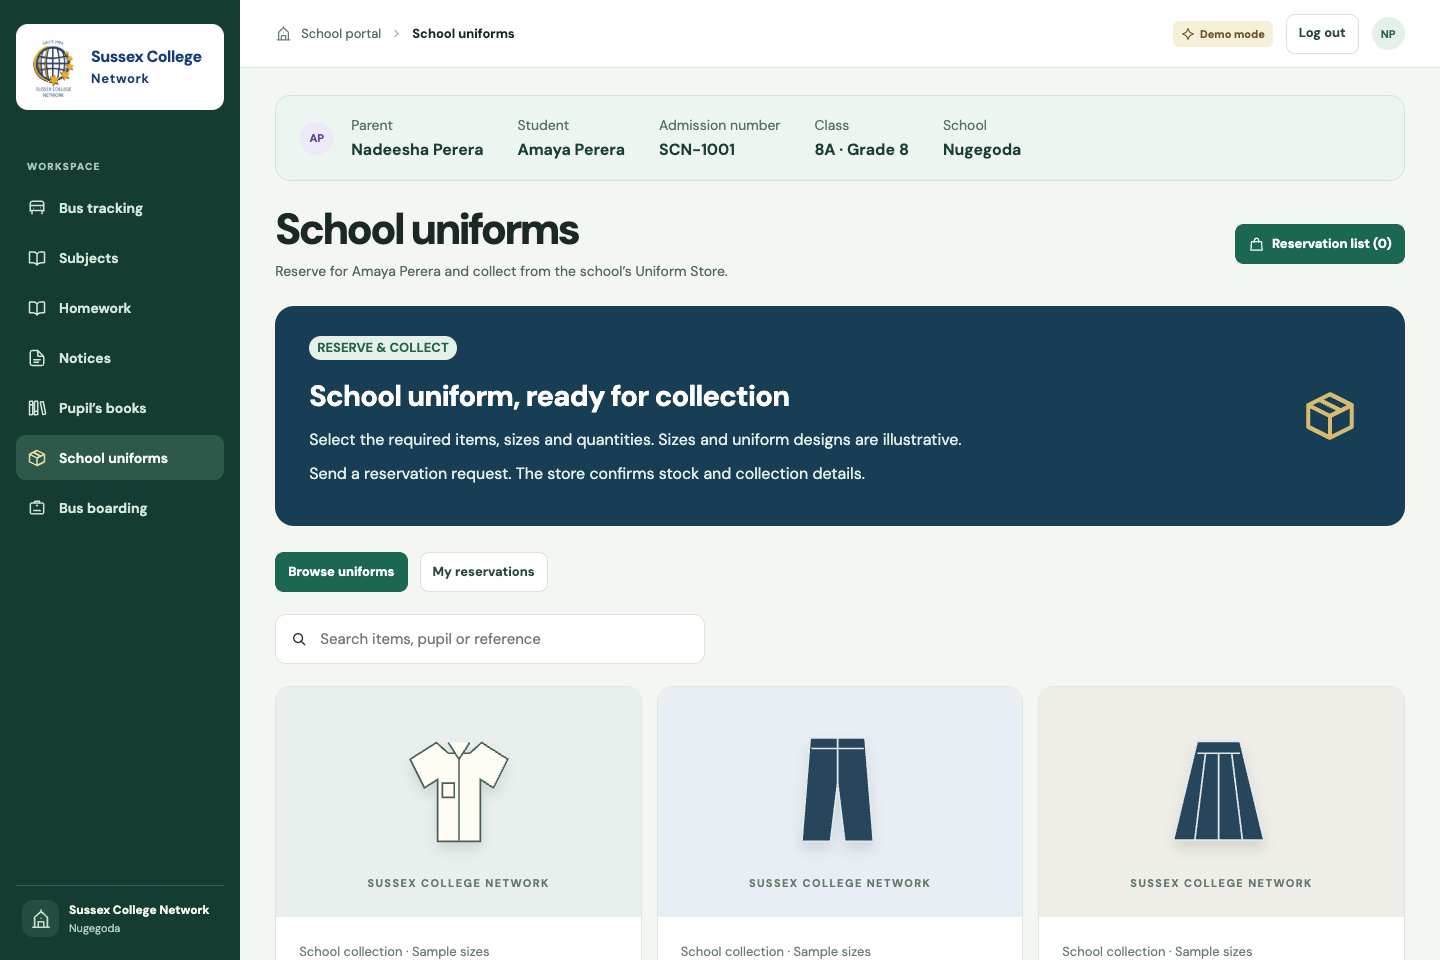 SINCE 1984
SUSSEX COLLEGE
NETWORK
Sussex College
Network
WORKSPACE
Bus tracking
Subjects
Homework
Notices
Pupil’s books
School uniforms
Bus boarding
Sussex College Network
Nugegoda
School portal
School uniforms
Demo mode
Log out
NP
AP
Parent
Nadeesha Perera
Student
Amaya Perera
Admission number
SCN-1001
Class
8A · Grade 8
School
Nugegoda
School uniforms
Reserve for Amaya Perera and collect from the school’s Uniform Store.
Reservation list (0)
RESERVE & COLLECT
School uniform, ready for collection
Select the required items, sizes and quantities. Sizes and uniform designs are illustrative.
Send a reservation request. The store confirms stock and collection details.
Browse uniforms
My reservations
Search items, pupil or reference
SUSSEX COLLEGE NETWORK
SUSSEX COLLEGE NETWORK
SUSSEX COLLEGE NETWORK
School collection · Sample sizes
School collection · Sample sizes
School collection · Sample sizes